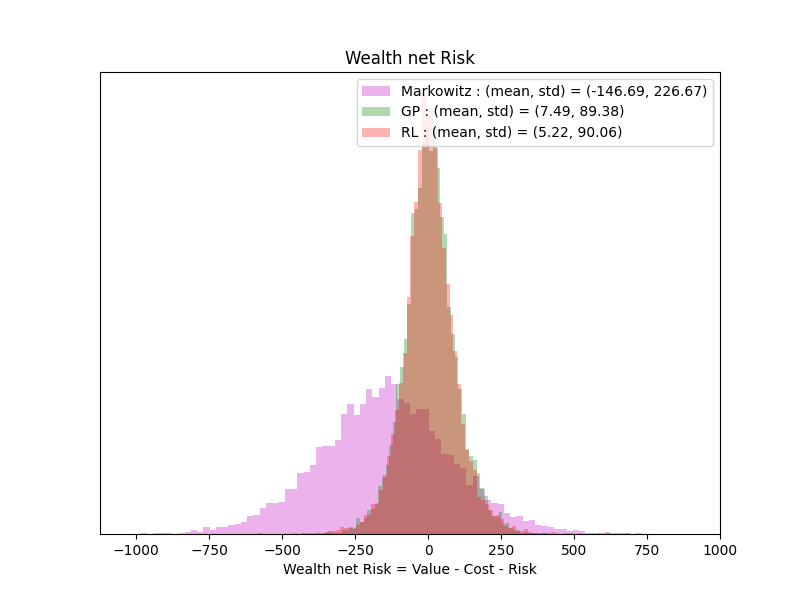 Wealth net Risk
Markowitz : (mean, std) = (-146.69, 226.67)
GP : (mean, std) = (7.49, 89.38)
RL : (mean, std) = (5.22, 90.06)
−1000 −750 −500 −250 0 250 500 750 1000
Wealth net Risk = Value - Cost - Risk